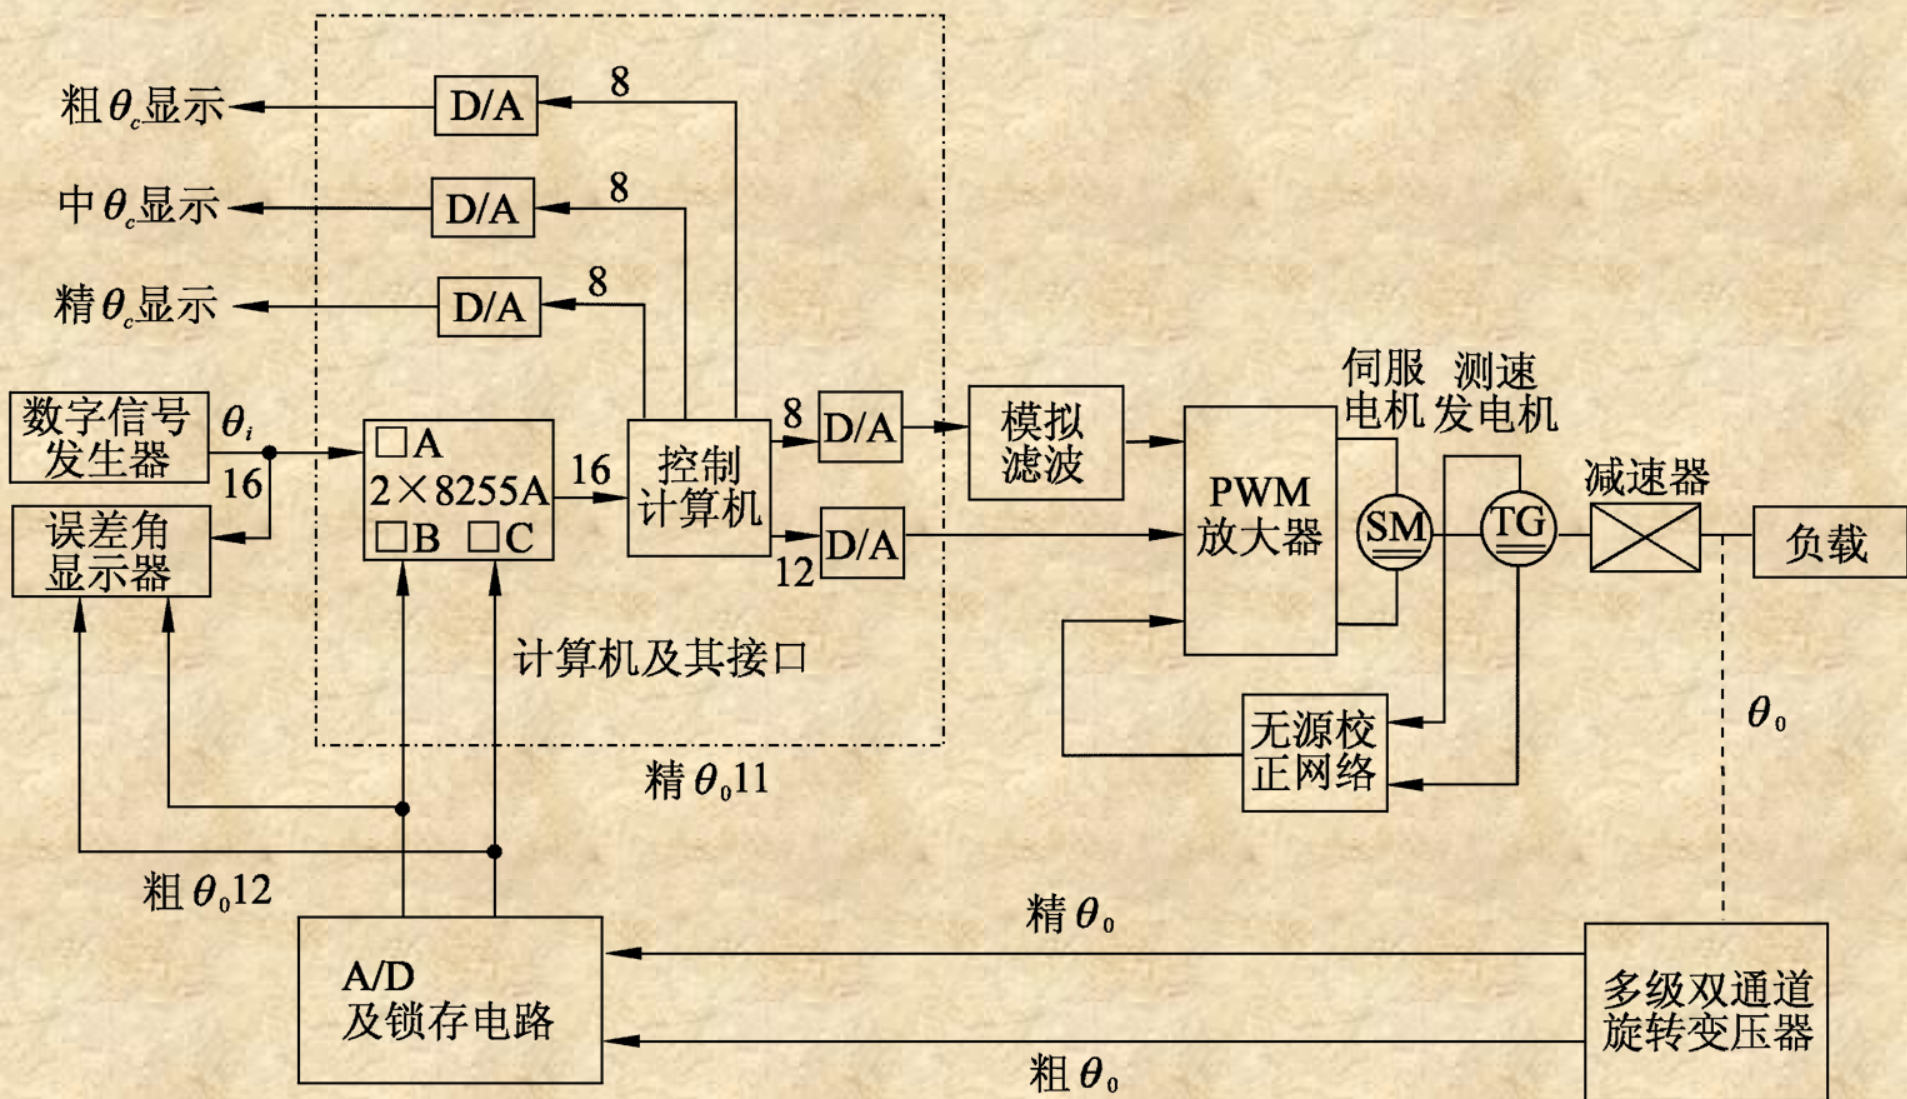 粗θc显示
D/A
8
中θc显示
D/A
8
精θc显示
D/A
8
数字信号
发生器
θi
16
误差角
显示器
□A
2×8255A
□B □C
16
控制
计算机
8
D/A
12
D/A
模拟
滤波
PWM
放大器
伺服
电机
测速
发电机
SM
TG
减速器
负载
计算机及其接口
无源校
正网络
θ0
精θ011
粗θ012
A/D
及锁存电路
精θ0
粗θ0
多级双通道
旋转变压器